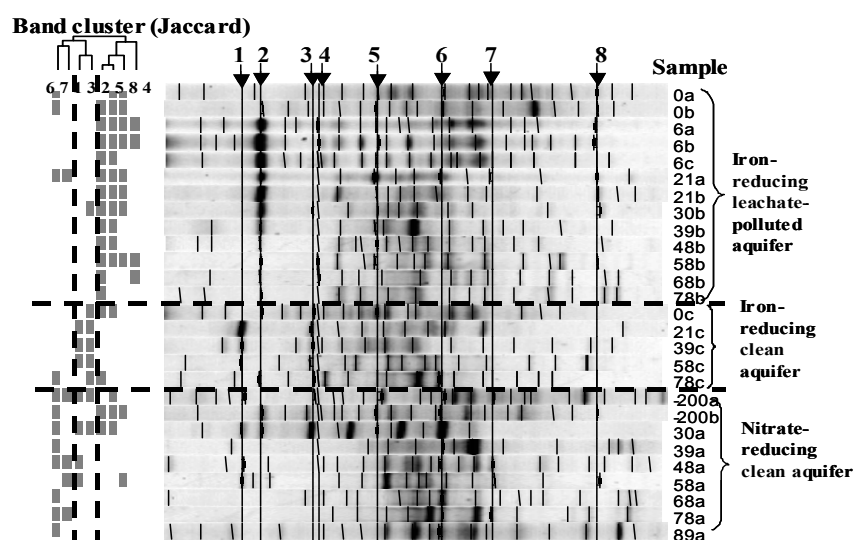 Band cluster (Jaccard)
1 2 3 4 5 6 7 8
Sample
6 7 1 3 2 5 8 4
0a
0b
6a
6b
6c
21a
21b
30b
39b
48b
58b
68b
78b
Iron-
reducing
leachate-
polluted
aquifer
0c
21c
39c
58c
78c
Iron-
reducing
clean
aquifer
-200a
-200b
30a
39a
48a
58a
68a
78a
89a
Nitrate-
reducing
clean aquifer